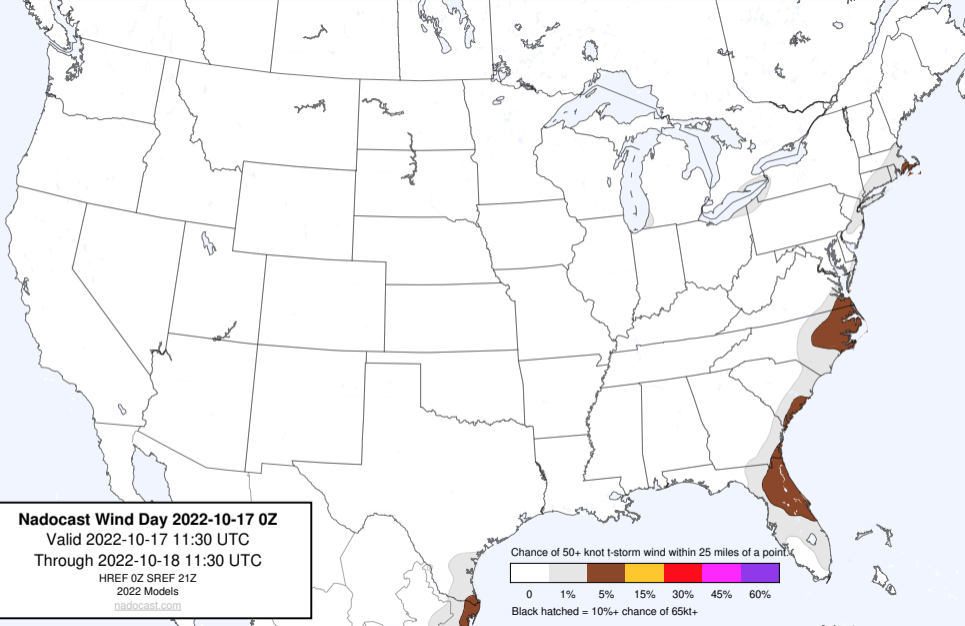 Nadocast Wind Day 2022-10-17 0Z
Valid 2022-10-17 11:30 UTC
Through 2022-10-18 11:30 UTC
HREF 0Z SREF 21Z
2022 Models
nadocast.com
Chance of 50+ knot t-storm wind within 25 miles of a point.
0 1% 5% 15% 30% 45% 60%
Black hatched = 10%+ chance of 65kt+